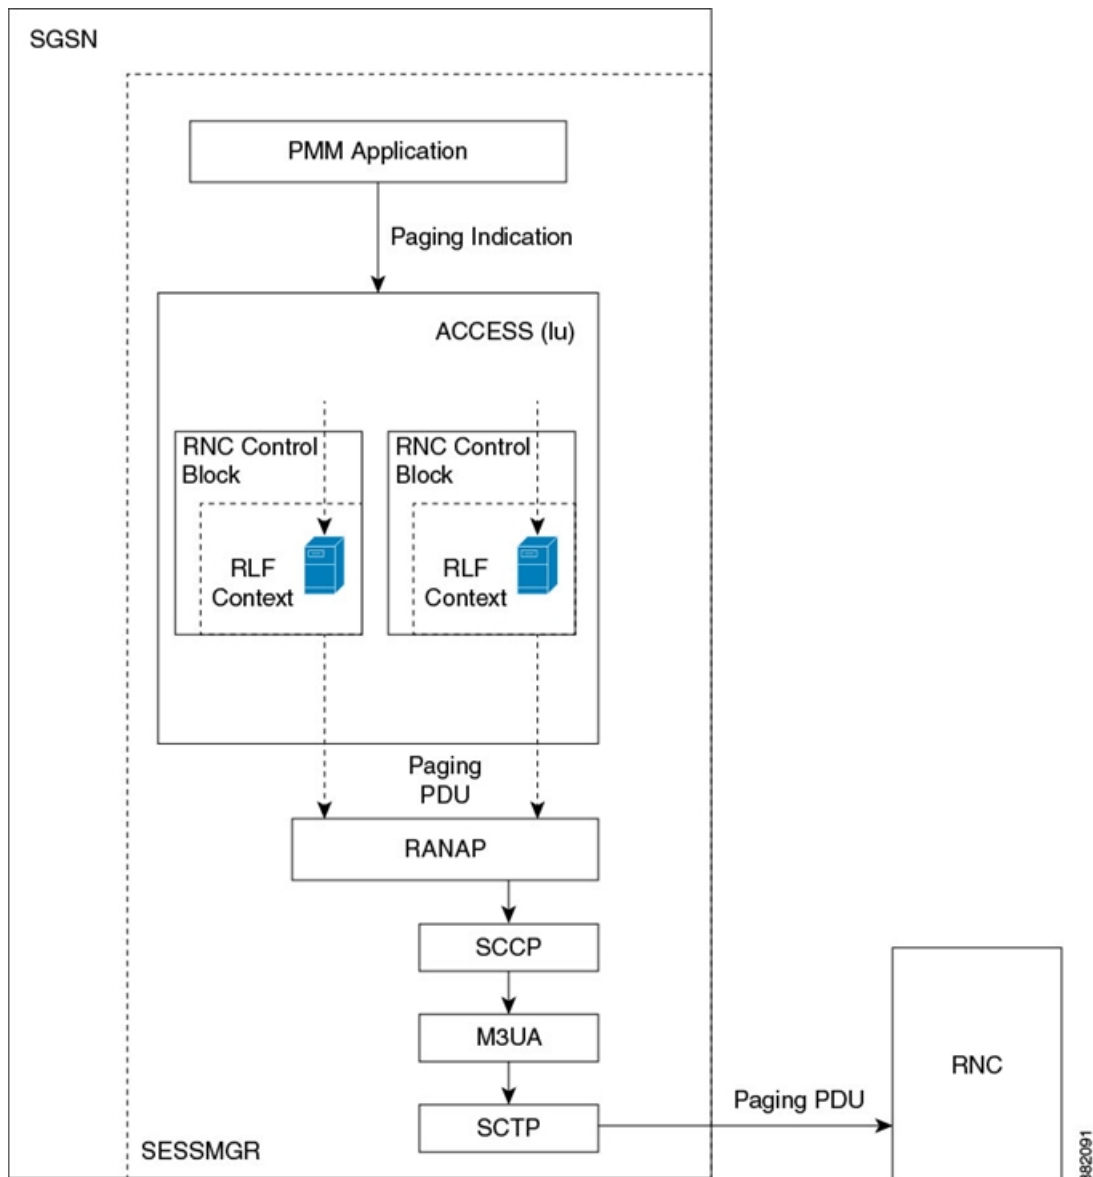 SGSN
PMM Application
Paging Indication
ACCESS (Iu)
RNC Control
Block
RLF
Context
RNC Control
Block
RLF
Context
Paging
PDU
RANAP
SCCP
M3UA
SCTP
SESSMGR
Paging PDU
RNC
382091